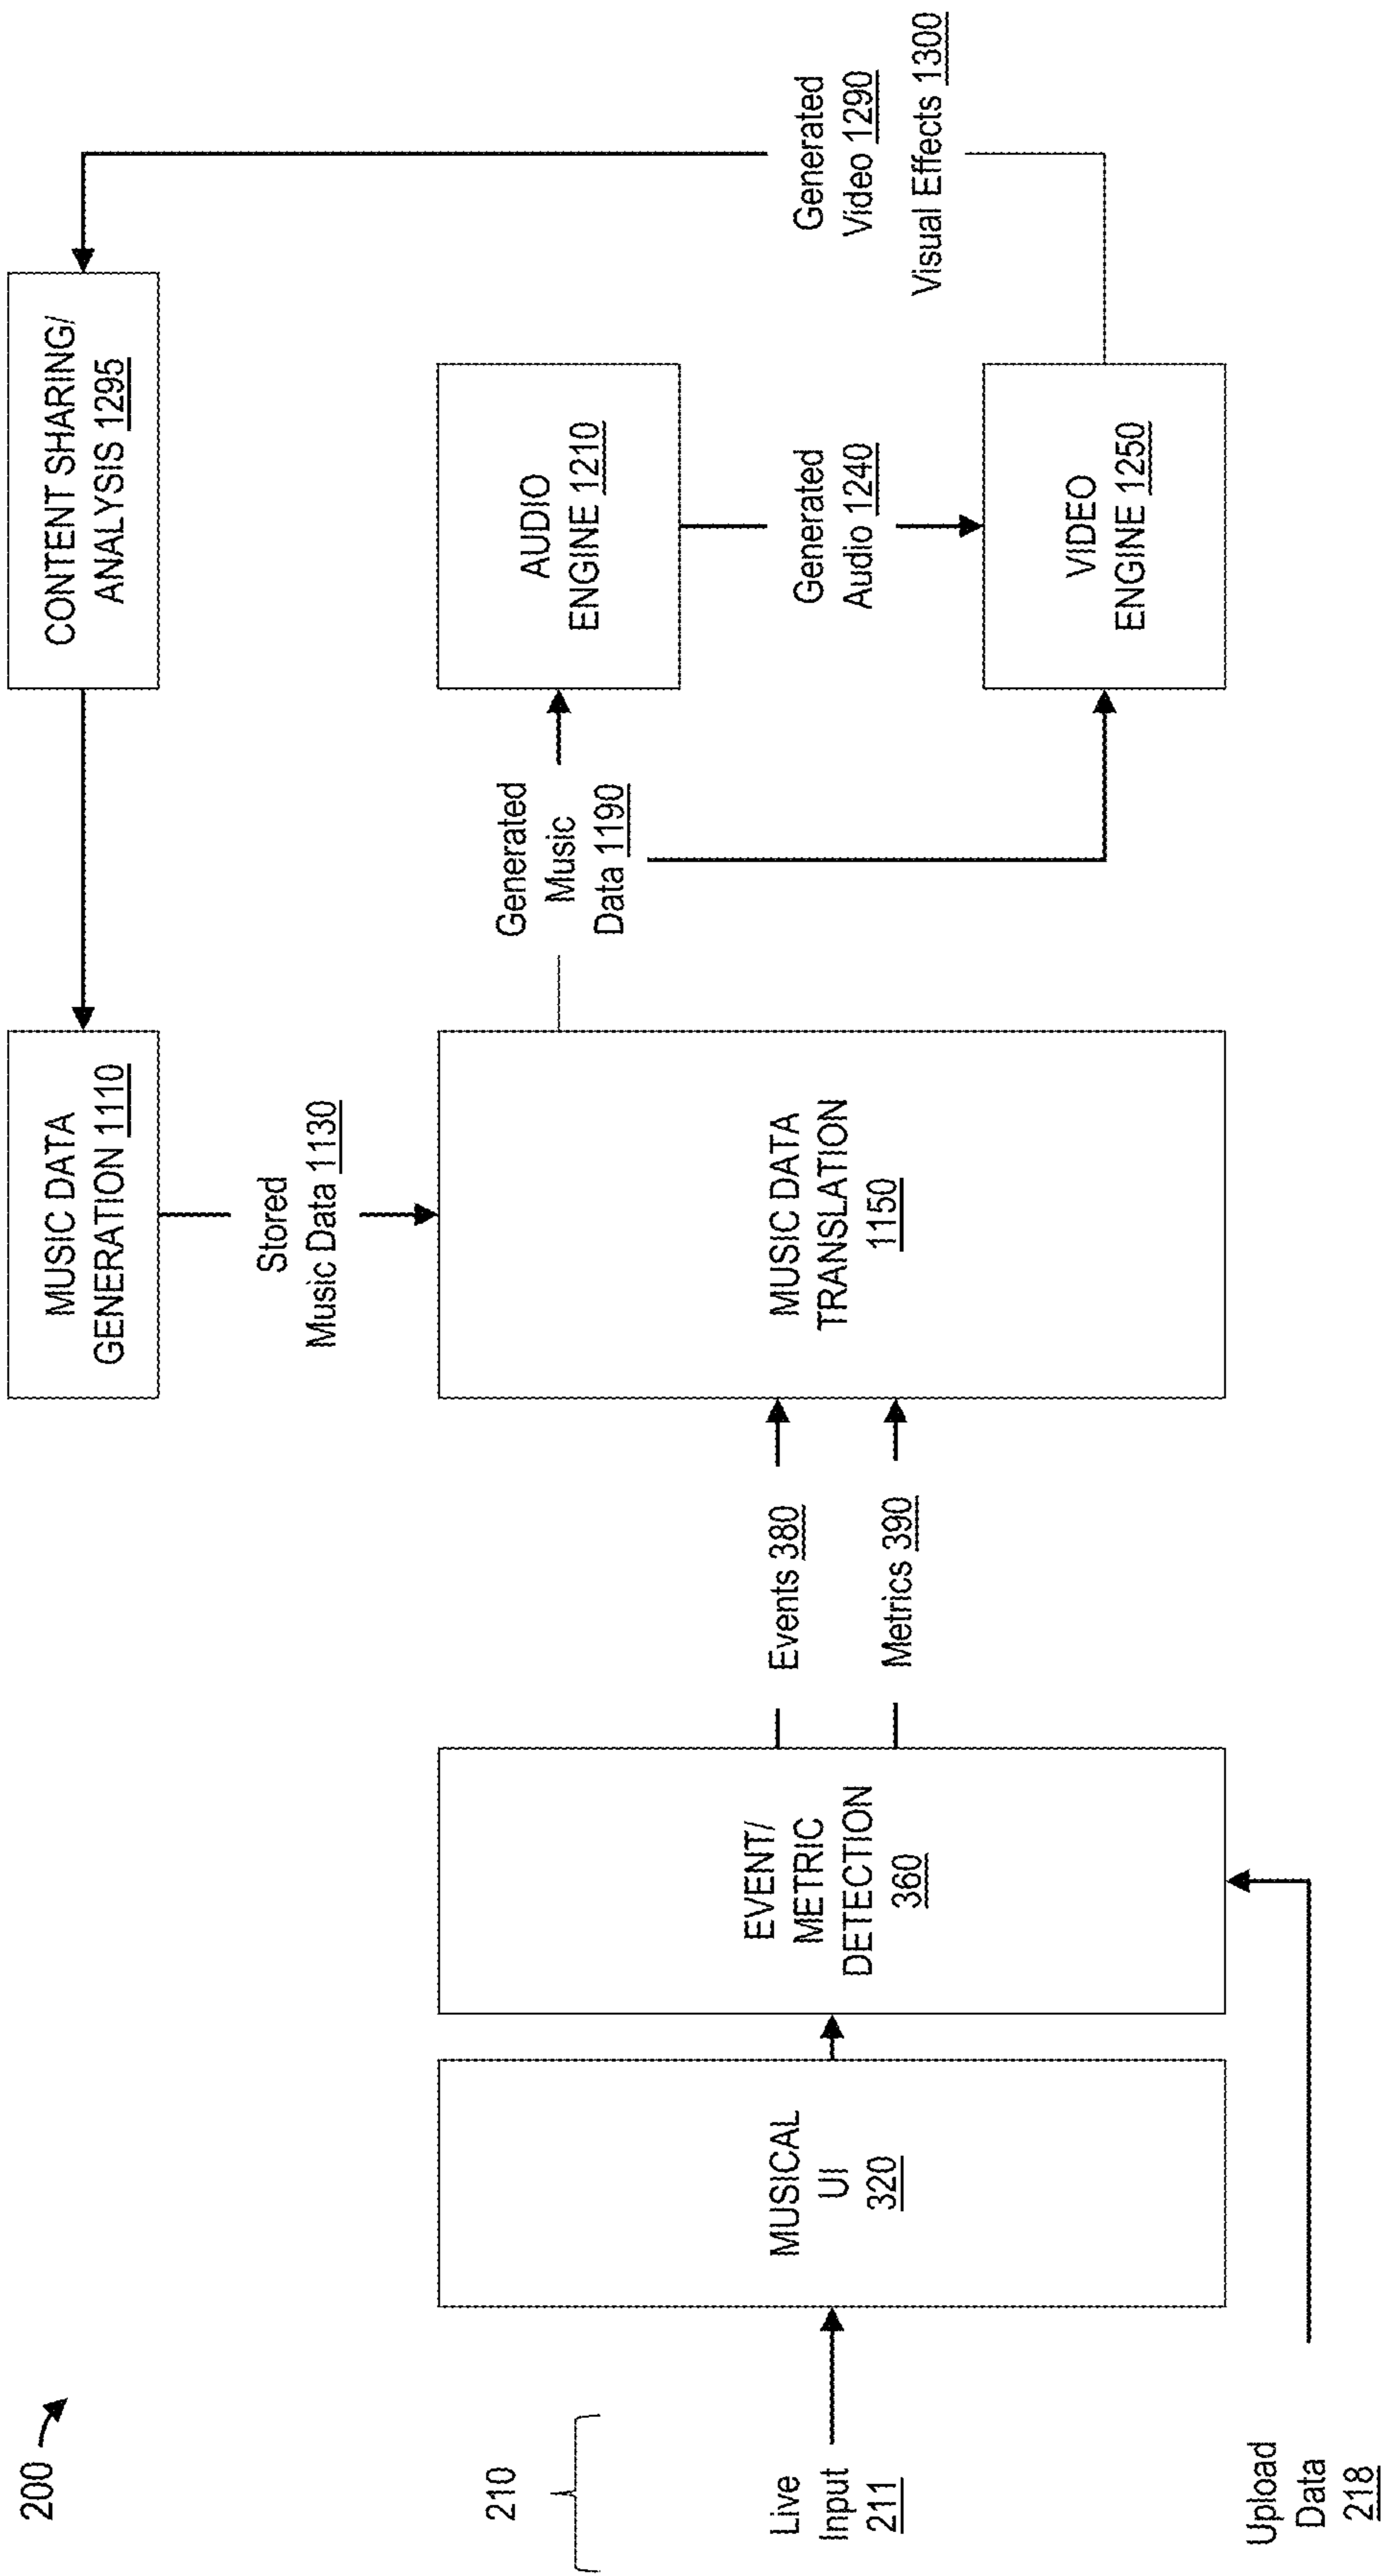 200
210
Live
Input
211
Upload
Data
218
MUSICAL
UI
320
EVENT/
METRIC
DETECTION
360
Events 380
Metrics 390
MUSIC DATA
GENERATION 1110
Stored
Music Data 1130
MUSIC DATA
TRANSLATION
1150
Generated
Music
Data 1190
CONTENT SHARING/
ANALYSIS 1295
AUDIO
ENGINE 1210
Generated
Audio 1240
VIDEO
ENGINE 1250
Generated
Video 1290
Visual Effects 1300